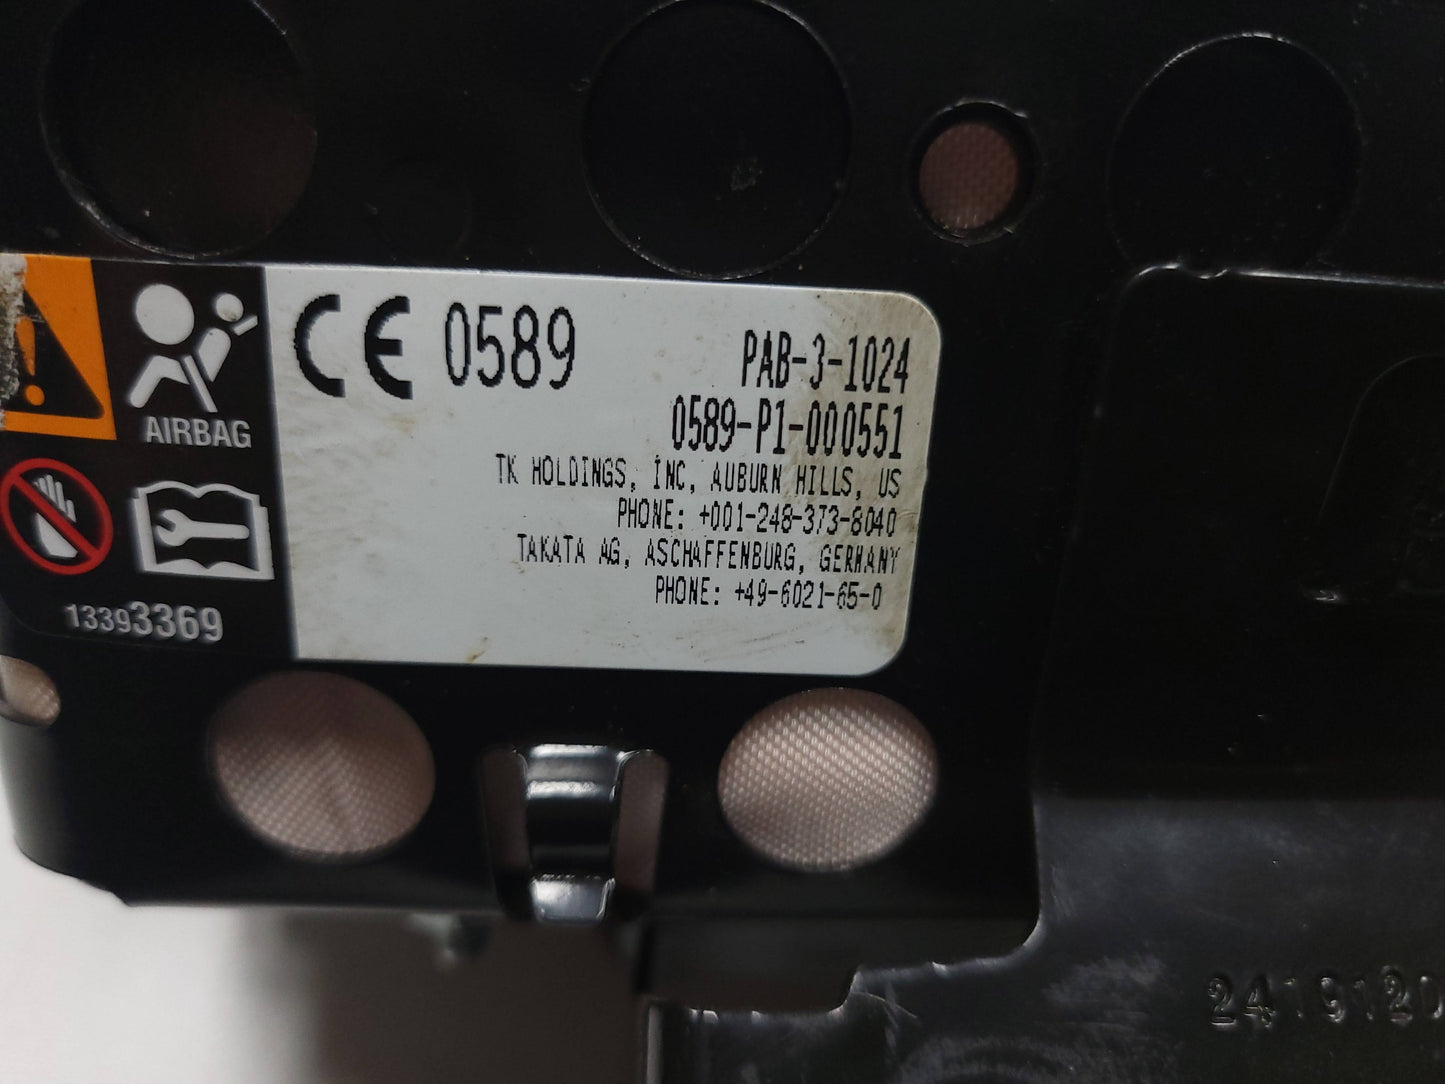 CE 0589
PAB-3-1024
0589-P1-000551
TK HOLDINGS, INC, AUBURN HILLS, US
PHONE: +001-248-373-8040
TAKATA AG, ASCHAFFENBURG, GERMANY
PHONE: +49-6021-65-0
AIRBAG
13393369
2419120